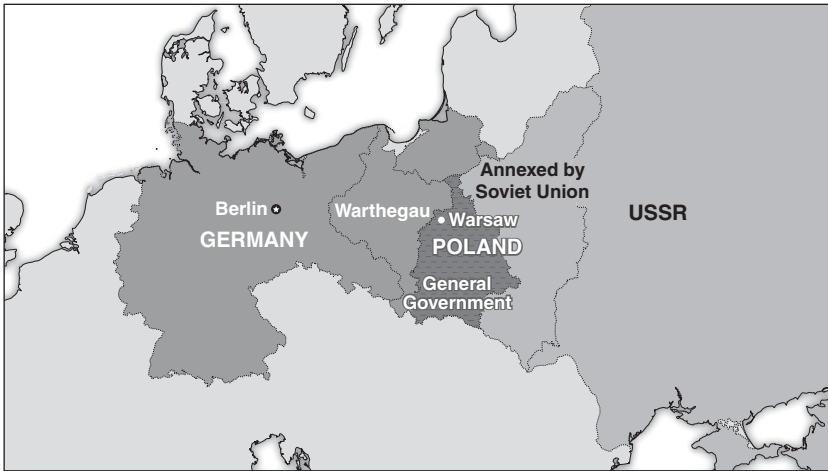 Annexed by
Soviet Union
Berlin
Warthegau
Warsaw
USSR
GERMANY
POLAND
General
Government